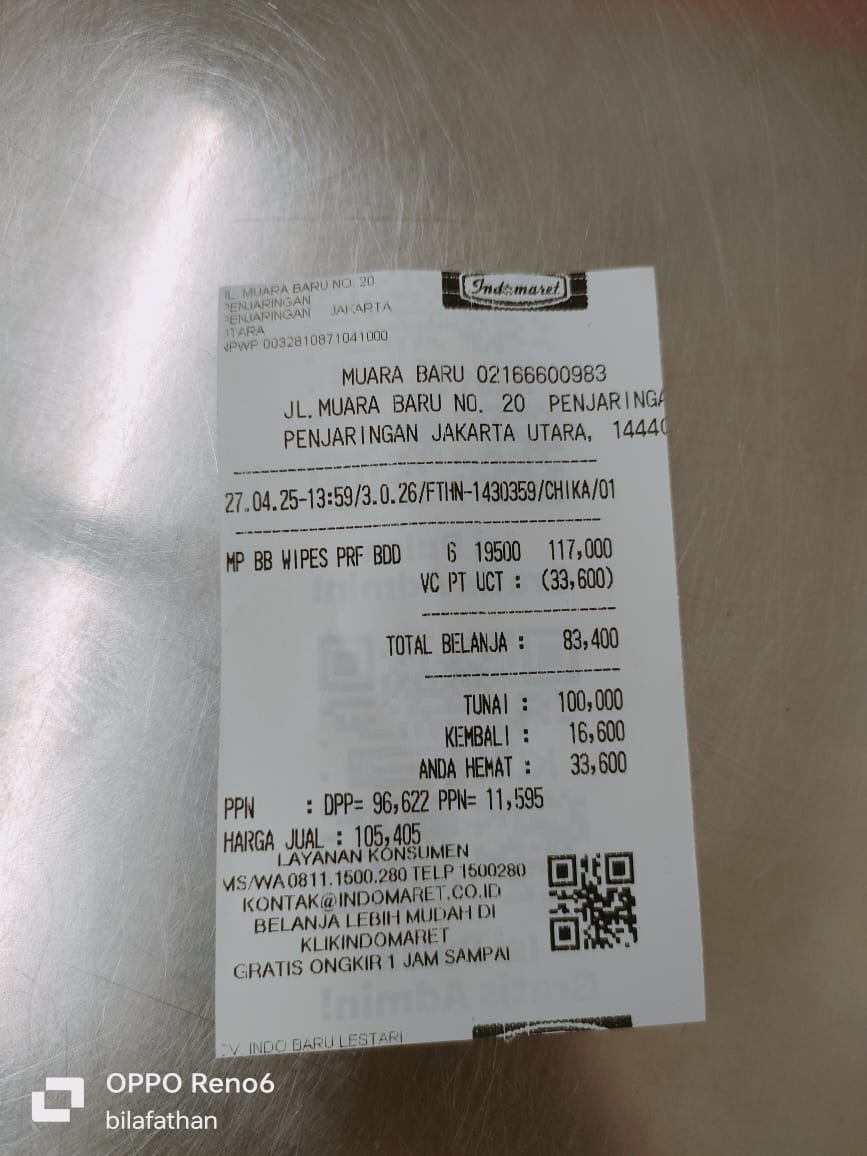 JL. MUARA BARU NO. 20
PENJARINGAN
PENJARINGAN JAKARTA
UTARA
NPWP 0032810871041000
Indomaret
MUARA BARU 02166600983
JL.MUARA BARU NO. 20 PENJARINGA
PENJARINGAN JAKARTA UTARA, 14440
27.04.25-13:59/3.0.26/FTHN-1430359/CHIKA/01
MP BB WIPES PRF BDD 6 19500 117,000
VC PT UCT : (33,600)
TOTAL BELANJA : 83,400
TUNAI : 100,000
KEMBALI : 16,600
ANDA HEMAT : 33,600
PPN : DPP= 96,622 PPN= 11,595
HARGA JUAL : 105,405
LAYANAN KONSUMEN
MS/WA 0811.1500.280 TELP 1500280
KONTAK@INDOMARET.CO.ID
BELANJA LEBIH MUDAH DI
KLIKINDOMARET
GRATIS ONGKIR 1 JAM SAMPAI
CV. INDO BARU LESTARI
OPPO Reno6
bilafathan